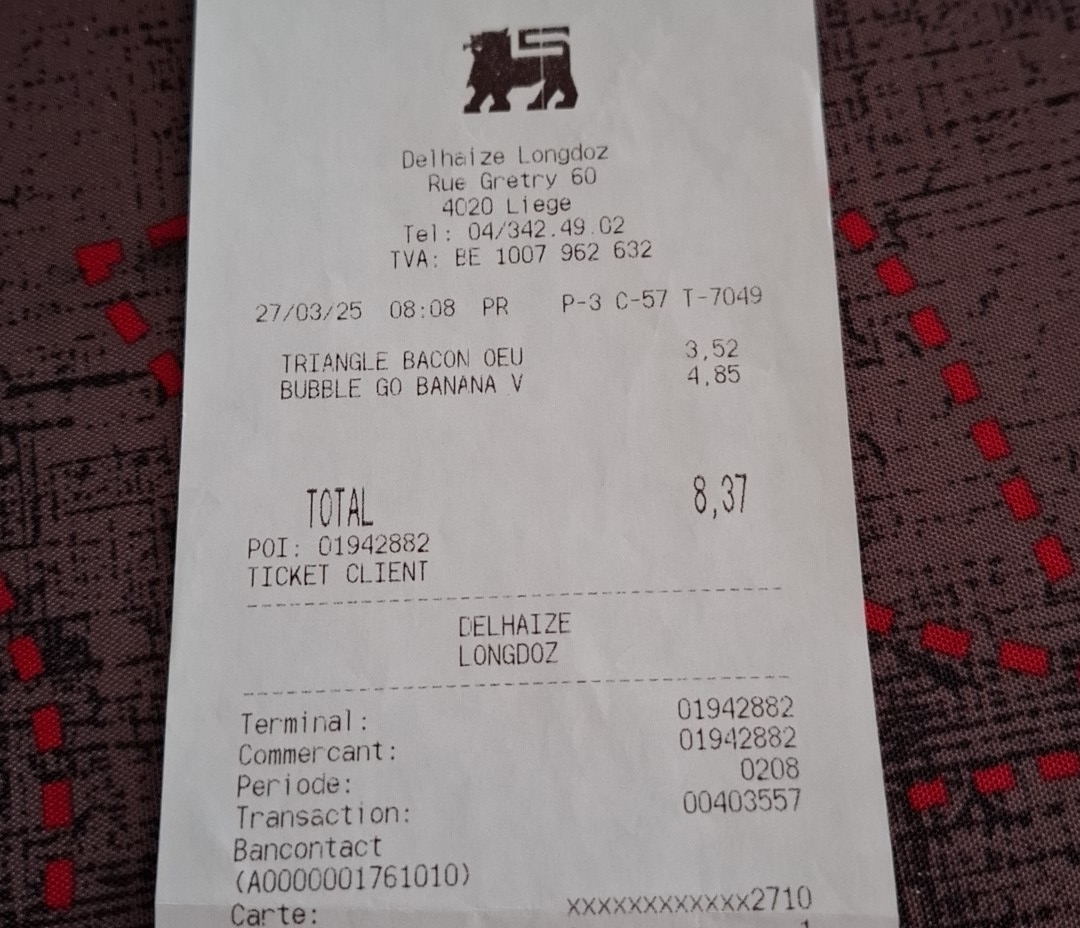 Delhaize Longdoz
Rue Gretry 60
4020 Liege
Tel: 04/342.49.02
TVA: BE 1007 962 632
27/03/25 08:08 PR P-3 C-57 T-7049
TRIANGLE BACON OEU 3,52
BUBBLE GO BANANA V 4,85
TOTAL 8,37
POI: 01942882
TICKET CLIENT
DELHAIZE
LONGDOZ
Terminal: 01942882
Commercant: 01942882
Periode: 0208
Transaction: 00403557
Bancontact
(A0000001761010)
Carte: xxxxxxxxxxxx2710